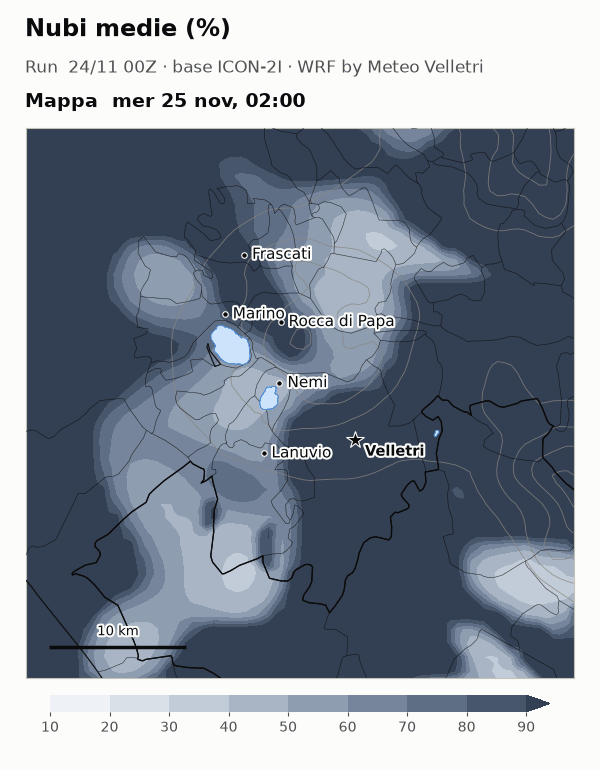 Nubi medie (%)
Run  24/11 00Z · base ICON-2I · WRF by Meteo Velletri
Mappa  mer 25 nov, 02:00
Frascati
Marino
Rocca di Papa
Nemi
Lanuvio
Velletri
10 km
10 20 30 40 50 60 70 80 90